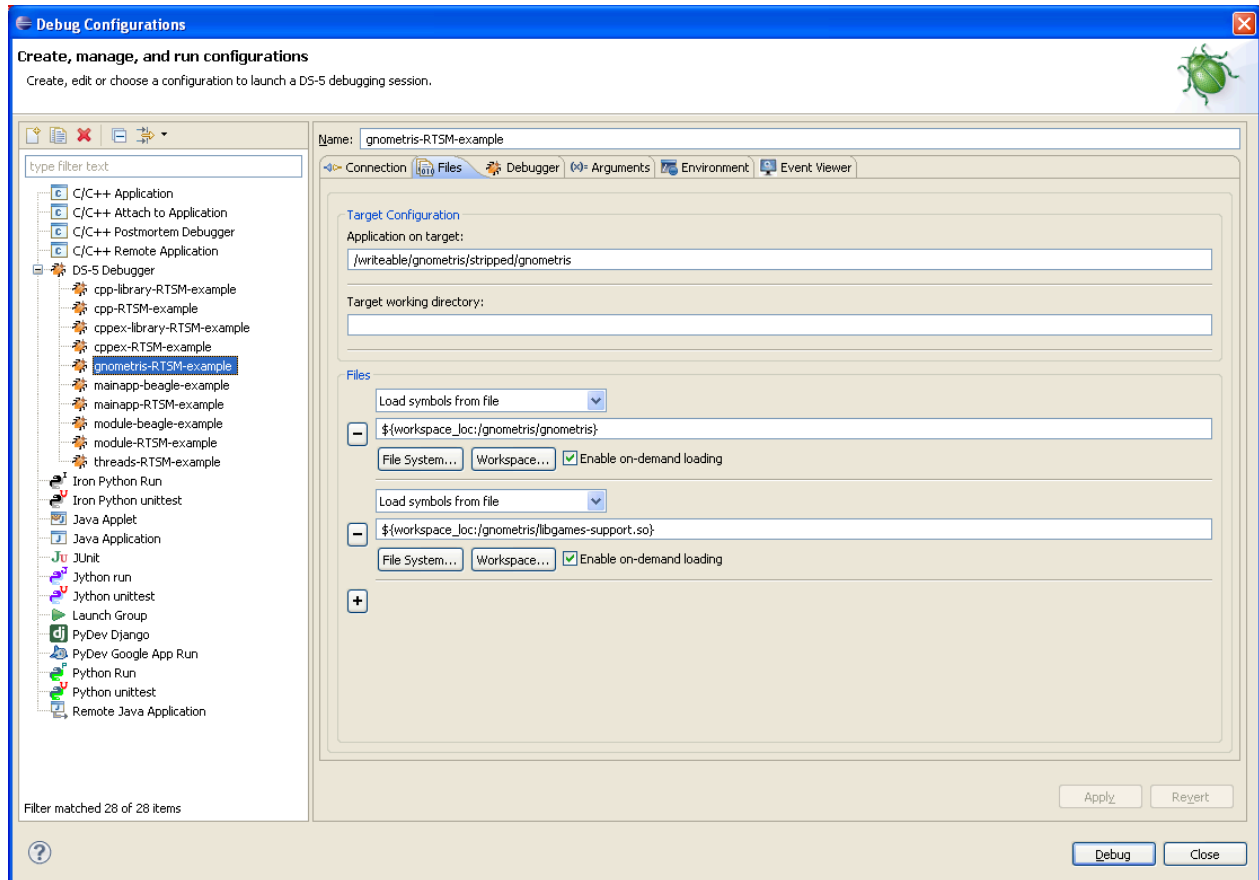 Debug Configurations
Create, manage, and run configurations
Create, edit or choose a configuration to launch a DS-5 debugging session.
type filter text
C/C++ Application
C/C++ Attach to Application
C/C++ Postmortem Debugger
C/C++ Remote Application
DS-5 Debugger
cpp-library-RTSM-example
cpp-RTSM-example
cppex-library-RTSM-example
cppex-RTSM-example
gnometris-RTSM-example
mainapp-beagle-example
mainapp-RTSM-example
module-beagle-example
module-RTSM-example
threads-RTSM-example
Iron Python Run
Iron Python unittest
Java Applet
Java Application
Ju JUnit
Jython run
Jython unittest
Launch Group
dj PyDev Django
PyDev Google App Run
Python Run
Python unittest
Remote Java Application
Filter matched 28 of 28 items
Name: gnometris-RTSM-example
Connection Files Debugger (x)= Arguments Environment Event Viewer
Target Configuration
Application on target:
/writeable/gnometris/stripped/gnometris
Target working directory:
Files
Load symbols from file
${workspace_loc:/gnometris/gnometris}
File System... Workspace... Enable on-demand loading
Load symbols from file
${workspace_loc:/gnometris/libgames-support.so}
File System... Workspace... Enable on-demand loading
Apply Revert
Debug Close